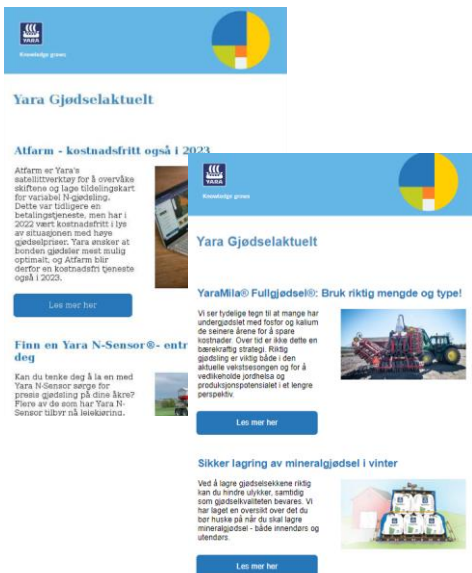 YARA
Knowledge grows
Yara Gjødselaktuelt
Atfarm - kostnadsfritt også i 2023
Atfarm er Yara's
satellittverktøy for å overvåke
skiftene og lage tildelingskart
for variabel N-gjødsling.
Dette var tidligere en
betalingstjeneste, men har i
2022 vært kostnadsfritt i lys
av situasjonen med høye
gjødselpriser. Yara ønsker at
bonden gjødsler mest mulig
optimalt, og Atfarm blir
derfor en kostnadsfri tjeneste
også i 2023.
Les mer her
Finn en Yara N-Sensor®- entr
deg
Kan du tenke deg å la en med
Yara N-Sensor sørge for
presis gjødsling på dine åkre?
Flere av de som har Yara N-
Sensor tilbyr nå leiekjøring.
YARA
Knowledge grows
Yara Gjødselaktuelt
YaraMila® Fullgjødsel®: Bruk riktig mengde og type!
Vi ser tydelige tegn til at mange har
undergjødslet med fosfor og kalium
de seinere årene for å spare
kostnader. Over tid er ikke dette en
bærekraftig strategi. Riktig
gjødsling er viktig både i den
aktuelle vekstsesongen og for å
vedlikeholde jordhelsa og
produksjonspotensialet i et lengre
perspektiv.
Les mer her
Sikker lagring av mineralgjødsel i vinter
Ved å lagre gjødselsekkene riktig
kan du hindre ulykker, samtidig
som gjødselkvaliteten bevares. Vi
har laget en oversikt over det du
bør huske på når du skal lagre
mineralgjødsel - både innendørs og
utendørs.
Les mer her